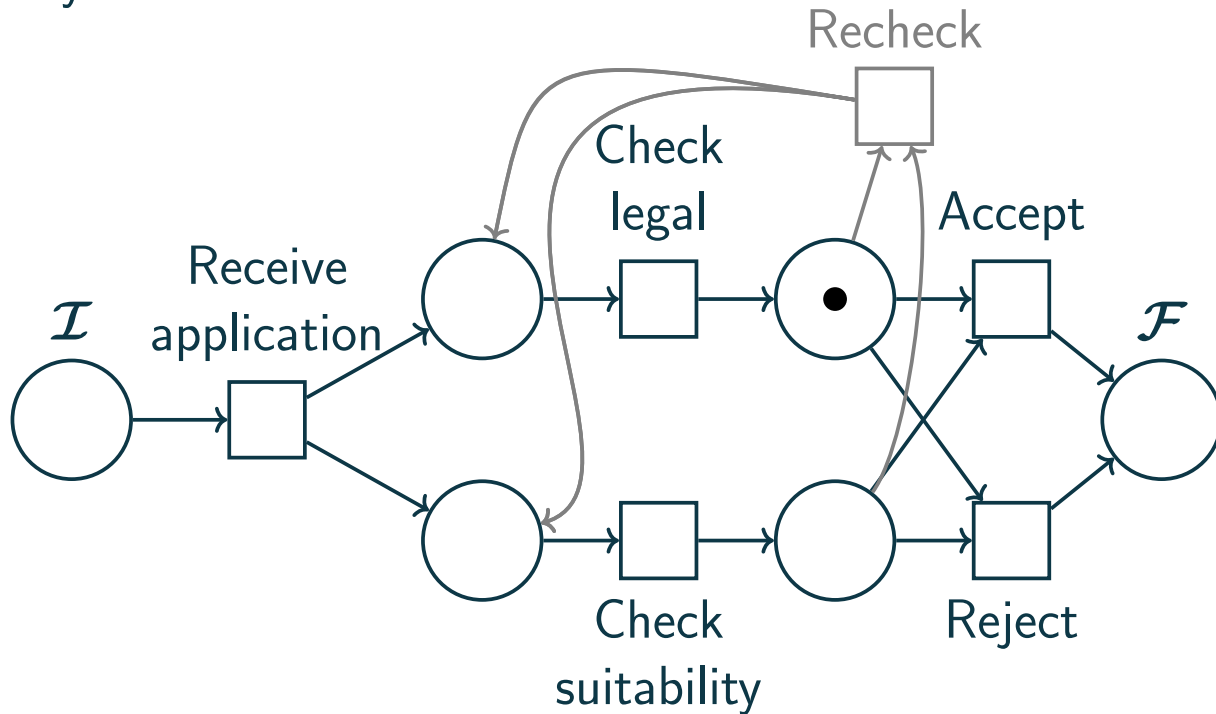 y
Recheck
Check
legal
Accept
Receive
application
I
F
Check
suitability
Reject